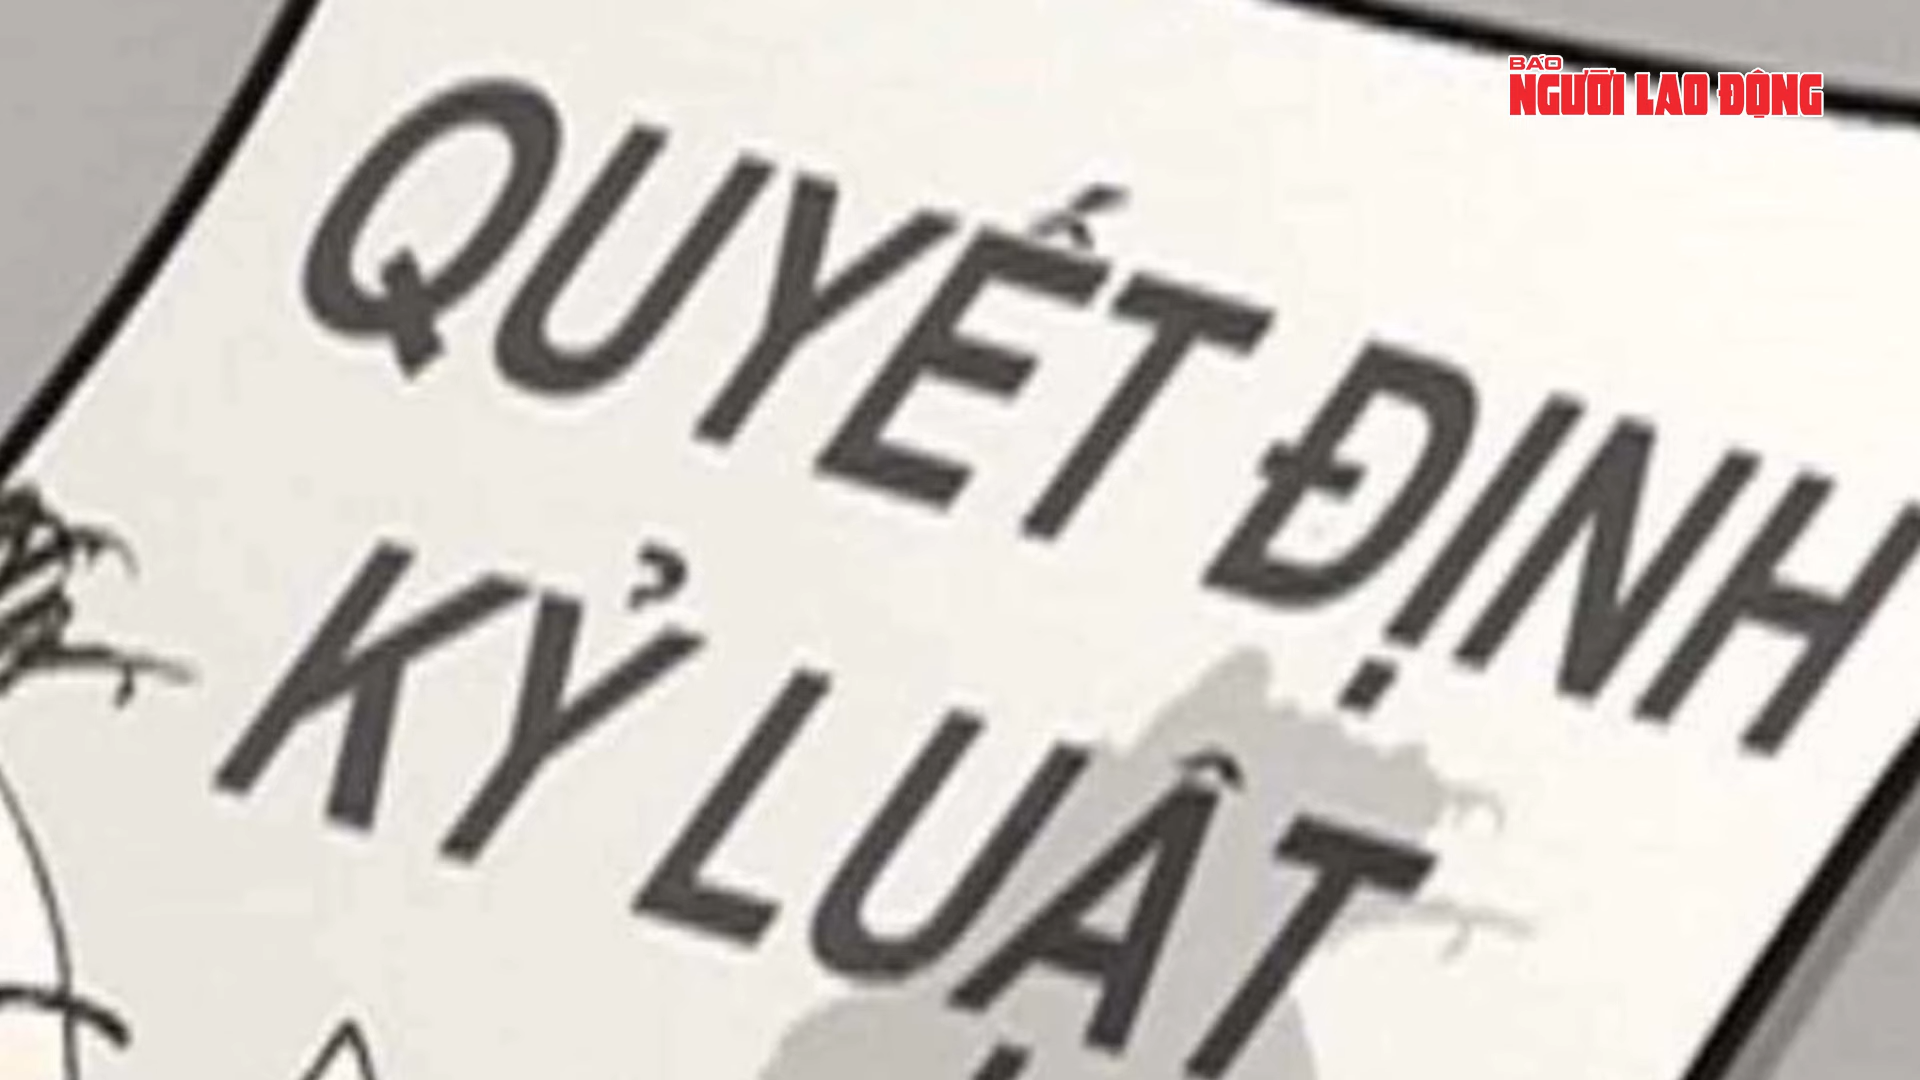 BÁO
NGƯỜI LAO ĐỘNG
QUYẾT ĐỊNH
KỶ LUẬT